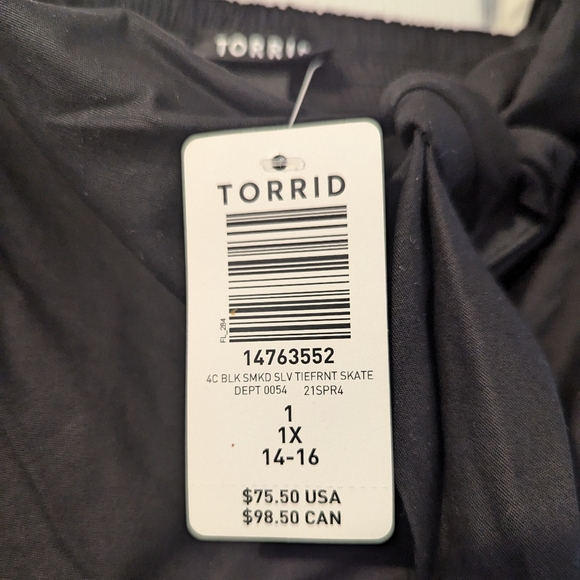 TORRID
TORRID
FL_284
14763552
4C BLK SMKD SLV TIEFRNT SKATE
DEPT 0054 21SPR4
1
1X
14-16
$75.50 USA
$98.50 CAN